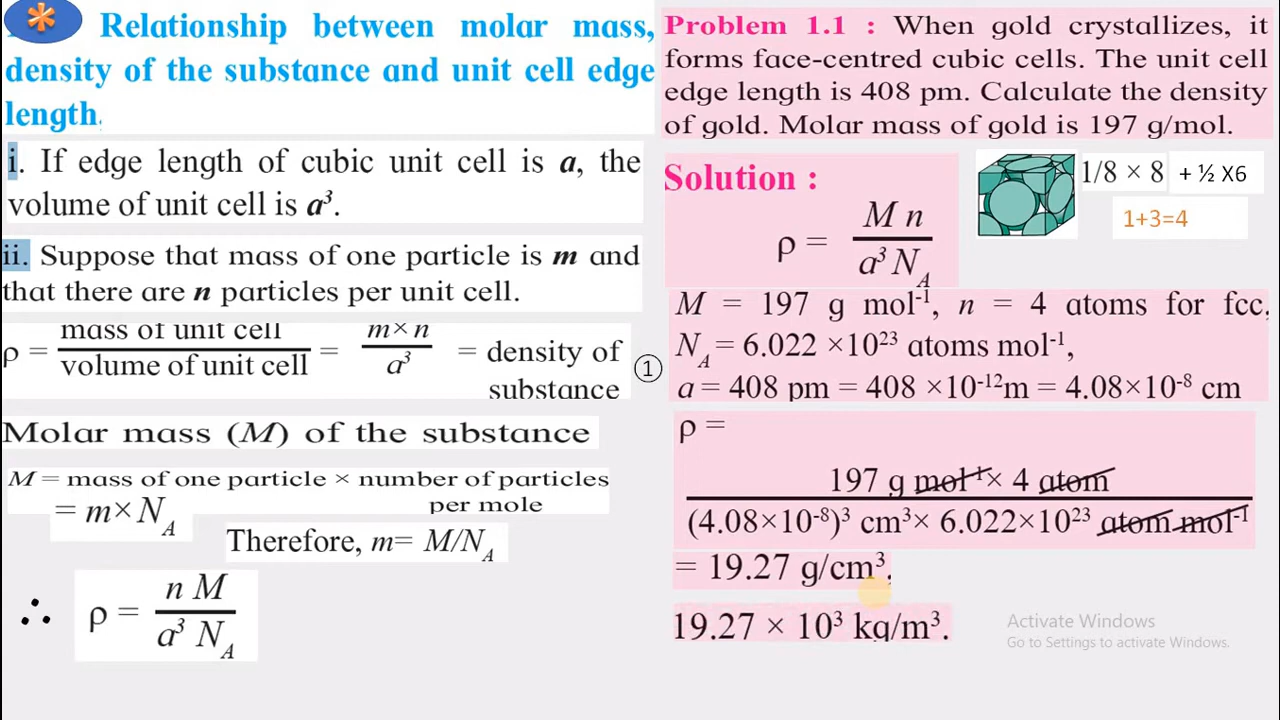 Relationship between molar mass,
density of the substance and unit cell edge
length.
i. If edge length of cubic unit cell is a, the
volume of unit cell is a³.
ii. Suppose that mass of one particle is m and
that there are n particles per unit cell.
ρ = mass of unit cell / volume of unit cell = m × n / a³ = density of
substance
①
Molar mass (M) of the substance
M = mass of one particle × number of particles
per mole
= m × N_A
Therefore, m = M/N_A
∴ ρ = n M / a³ N_A
Problem 1.1 : When gold crystallizes, it
forms face-centred cubic cells. The unit cell
edge length is 408 pm. Calculate the density
of gold. Molar mass of gold is 197 g/mol.
Solution :
1/8 × 8 + ½ X6
1+3=4
ρ = M n / a³ N_A
M = 197 g mol⁻¹, n = 4 atoms for fcc,
N_A = 6.022 ×10²³ atoms mol⁻¹,
a = 408 pm = 408 ×10⁻¹²m = 4.08×10⁻⁸ cm
ρ =
197 g mol⁻¹ × 4 atom
(4.08×10⁻⁸)³ cm³× 6.022×10²³ atom mol⁻¹
= 19.27 g/cm³.
19.27 × 10³ kg/m³.
Activate Windows
Go to Settings to activate Windows.